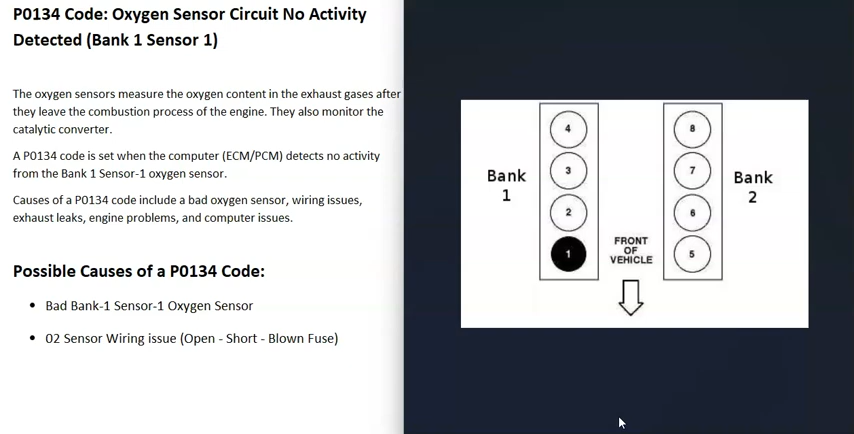 P0134 Code: Oxygen Sensor Circuit No Activity
Detected (Bank 1 Sensor 1)
The oxygen sensors measure the oxygen content in the exhaust gases after
they leave the combustion process of the engine. They also monitor the
catalytic converter.
A P0134 code is set when the computer (ECM/PCM) detects no activity
from the Bank 1 Sensor-1 oxygen sensor.
Causes of a P0134 code include a bad oxygen sensor, wiring issues,
exhaust leaks, engine problems, and computer issues.
Possible Causes of a P0134 Code:
• Bad Bank-1 Sensor-1 Oxygen Sensor
• 02 Sensor Wiring issue (Open - Short - Blown Fuse)
Bank
1
4
3
2
1
FRONT
OF
VEHICLE
8
7
6
5
Bank
2